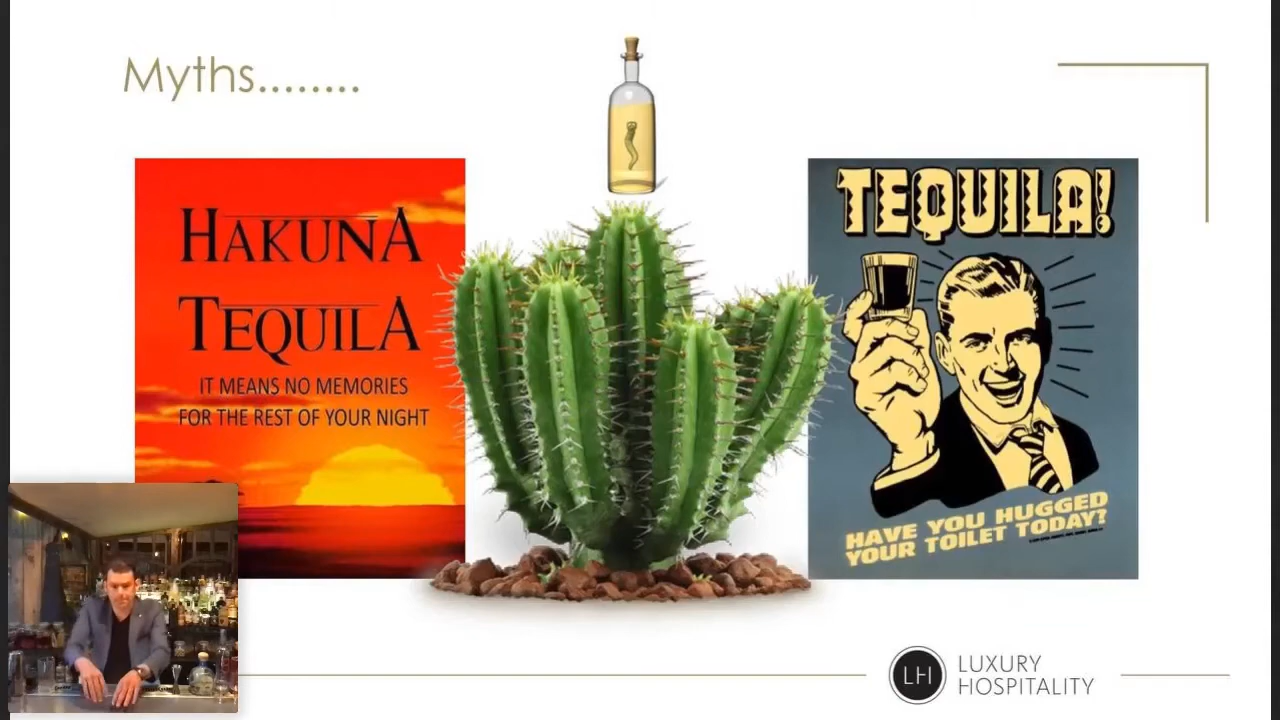 Myths........
HAKUNA
TEQUILA
IT MEANS NO MEMORIES
FOR THE REST OF YOUR NIGHT
TEQUILA!
HAVE YOU HUGGED
YOUR TOILET TODAY?
LH
LUXURY
HOSPITALITY